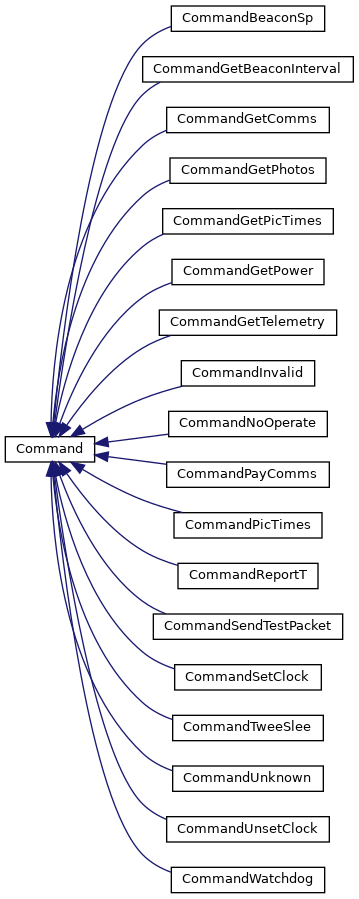 CommandBeaconSp
CommandGetBeaconInterval
CommandGetComms
CommandGetPhotos
CommandGetPicTimes
CommandGetPower
CommandGetTelemetry
CommandInvalid
CommandNoOperate
Command
CommandPayComms
CommandPicTimes
CommandReportT
CommandSendTestPacket
CommandSetClock
CommandTweeSlee
CommandUnknown
CommandUnsetClock
CommandWatchdog